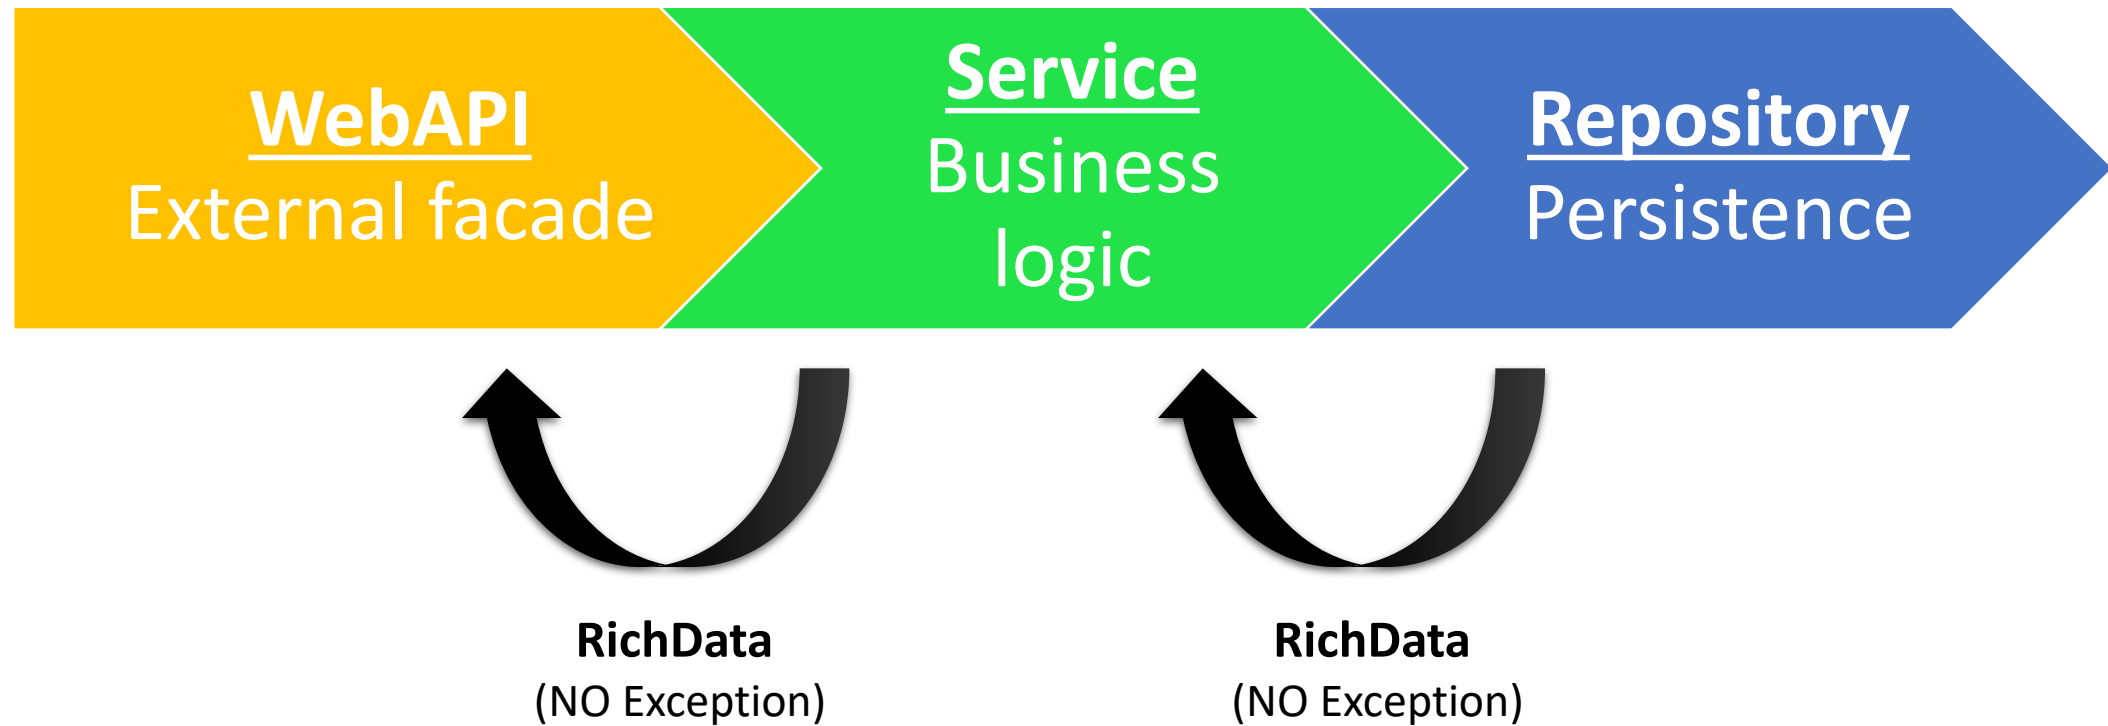 WebAPI
External facade
Service
Business
logic
Repository
Persistence
RichData
(NO Exception)
RichData
(NO Exception)